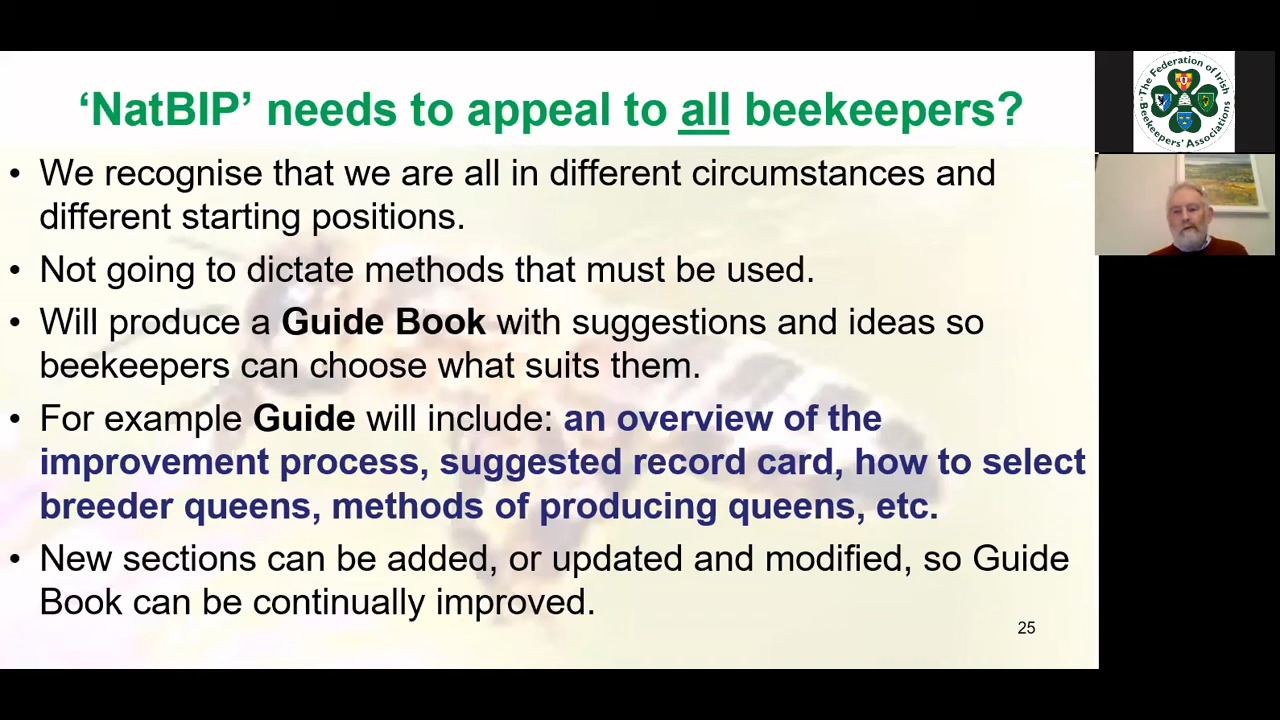 ‘NatBIP’ needs to appeal to all beekeepers?
• We recognise that we are all in different circumstances and
different starting positions.
• Not going to dictate methods that must be used.
• Will produce a Guide Book with suggestions and ideas so
beekeepers can choose what suits them.
• For example Guide will include: an overview of the
improvement process, suggested record card, how to select
breeder queens, methods of producing queens, etc.
• New sections can be added, or updated and modified, so Guide
Book can be continually improved.
25
The Federation of Irish
Beekeepers' Associations